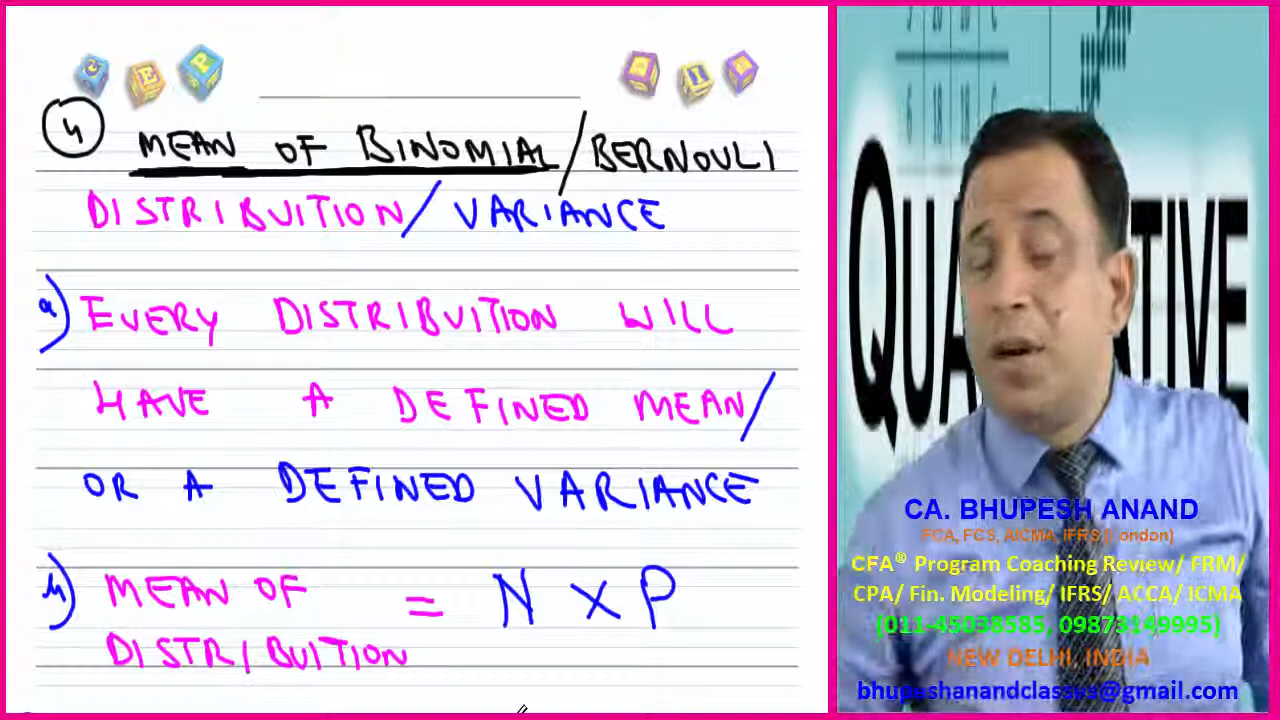 4 MEAN OF BINOMIAL/BERNOULI
DISTRIBUITION/VARIANCE
a) EVERY DISTRIBUITION WILL
HAVE A DEFINED MEAN/
OR A DEFINED VARIANCE
b) MEAN OF
DISTRIBUITION = N X P
QUA TIVE
CA. BHUPESH ANAND
FCA, FCS, AICMA, IFRS (London)
CFA® Program Coaching Review/ FRM/
CPA/ Fin. Modeling/ IFRS/ ACCA/ ICMA
(011-45038585, 09873149995)
NEW DELHI, INDIA
bhupeshanandclasses@gmail.com